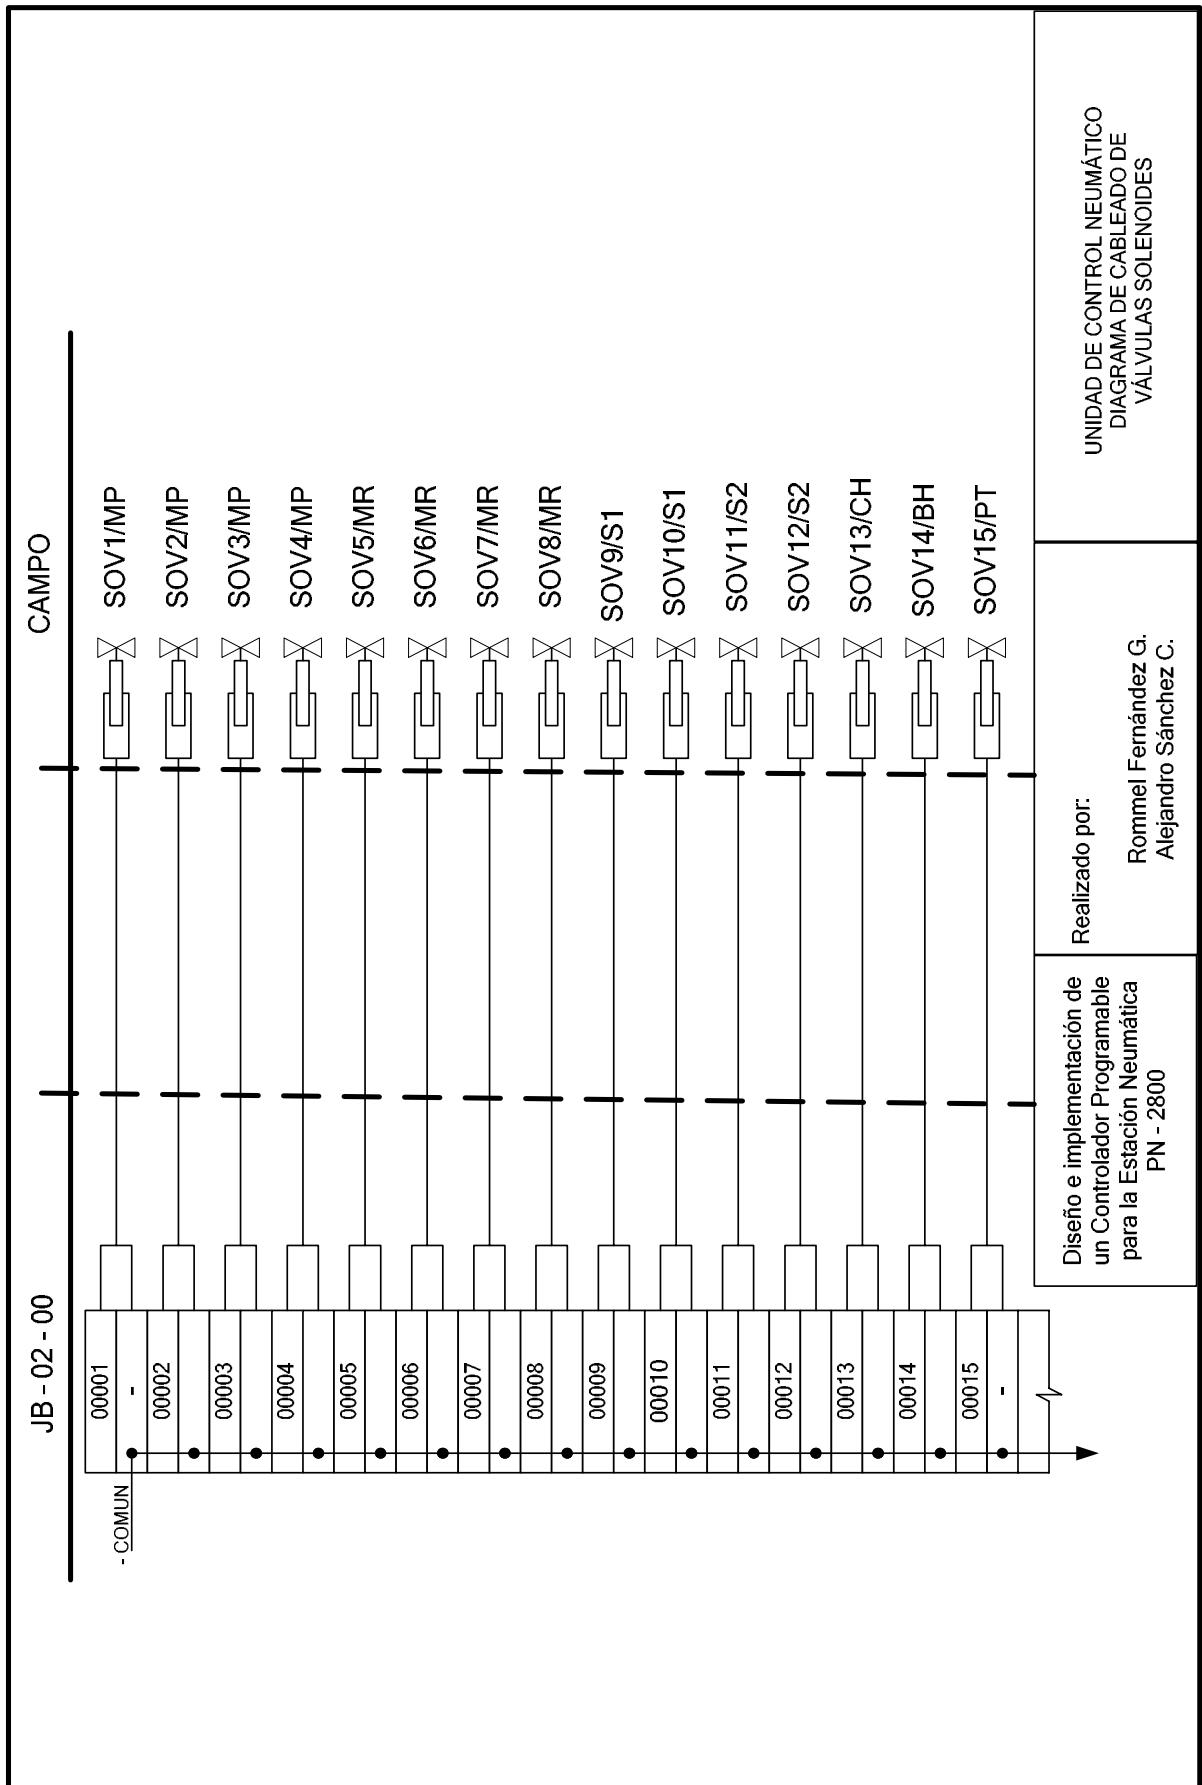 JB - 02 - 00
CAMPO
- COMUN
00001
SOV1/MP
-
00002
SOV2/MP
00003
SOV3/MP
00004
SOV4/MP
00005
SOV5/MR
00006
SOV6/MR
00007
SOV7/MR
00008
SOV8/MR
00009
SOV9/S1
00010
SOV10/S1
00011
SOV11/S2
00012
SOV12/S2
00013
SOV13/CH
00014
SOV14/BH
00015
SOV15/PT
-
Diseño e implementación de
un Controlador Programable
para la Estación Neumática
PN - 2800
Realizado por:
Rommel Fernández G.
Alejandro Sánchez C.
UNIDAD DE CONTROL NEUMÁTICO
DIAGRAMA DE CABLEADO DE
VÁLVULAS SOLENOIDES